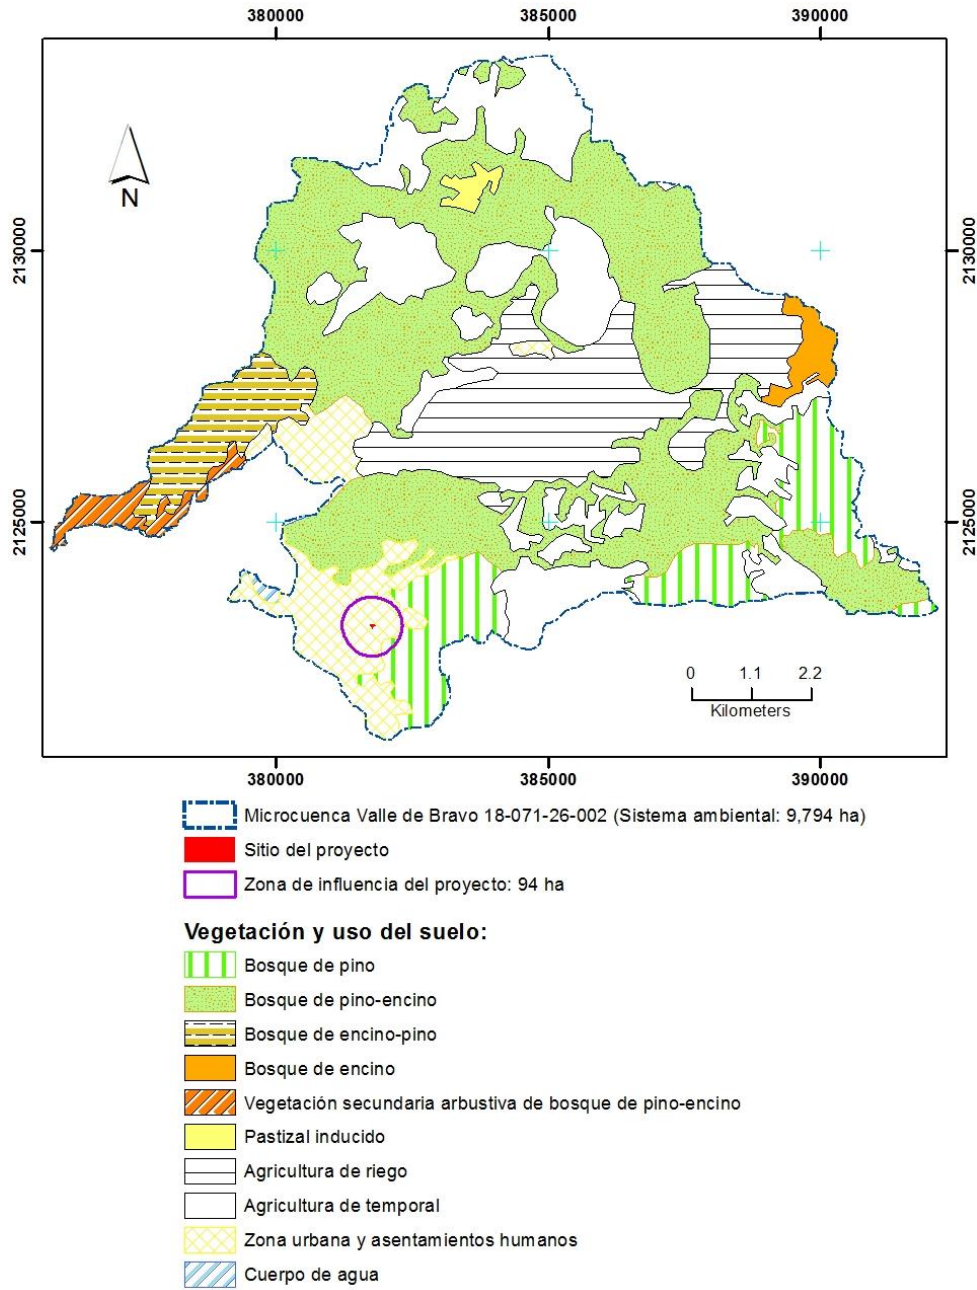 380000 385000 390000
N
2130000 2130000
2125000 2125000
0 1.1 2.2
Kilometers
380000 385000 390000
Microcuenca Valle de Bravo 18-071-26-002 (Sistema ambiental: 9,794 ha)
Sitio del proyecto
Zona de influencia del proyecto: 94 ha
Vegetación y uso del suelo:
Bosque de pino
Bosque de pino-encino
Bosque de encino-pino
Bosque de encino
Vegetación secundaria arbustiva de bosque de pino-encino
Pastizal inducido
Agricultura de riego
Agricultura de temporal
Zona urbana y asentamientos humanos
Cuerpo de agua